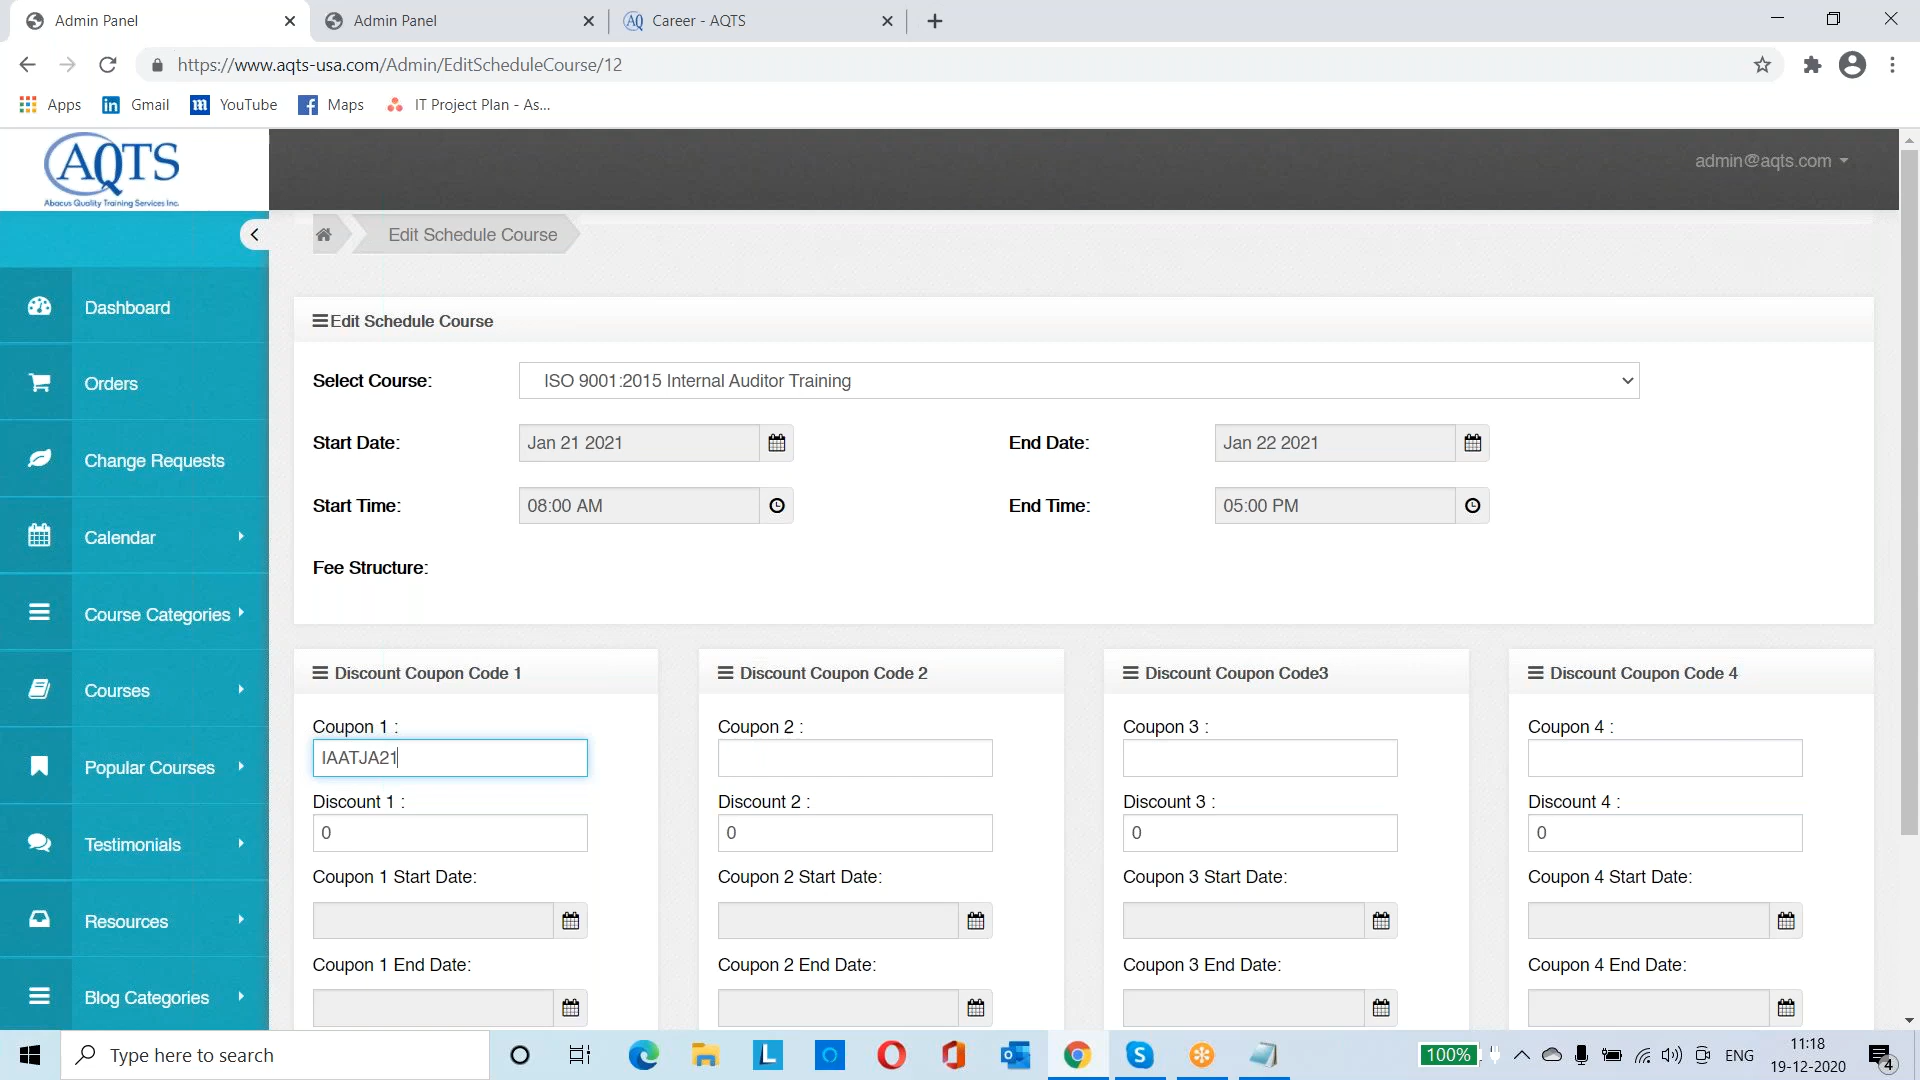 Admin Panel
Admin Panel
AQ Career - AQTS
https://www.aqts-usa.com/Admin/EditScheduleCourse/12
Apps
Gmail
YouTube
Maps
IT Project Plan - As...
AQTS
Abacus Quality Training Services Inc.
admin@aqts.com
Edit Schedule Course
Dashboard
Orders
Change Requests
Calendar
Course Categories
Courses
Popular Courses
Testimonials
Resources
Blog Categories
Edit Schedule Course
Select Course: ISO 9001:2015 Internal Auditor Training
Start Date: Jan 21 2021 End Date: Jan 22 2021
Start Time: 08:00 AM End Time: 05:00 PM
Fee Structure:
Discount Coupon Code 1
Coupon 1 :
IAATJA21
Discount 1 :
0
Coupon 1 Start Date:
Coupon 1 End Date:
Discount Coupon Code 2
Coupon 2 :
Discount 2 :
0
Coupon 2 Start Date:
Coupon 2 End Date:
Discount Coupon Code3
Coupon 3 :
Discount 3 :
0
Coupon 3 Start Date:
Coupon 3 End Date:
Discount Coupon Code 4
Coupon 4 :
Discount 4 :
0
Coupon 4 Start Date:
Coupon 4 End Date:
Type here to search
100%
ENG
11:18
19-12-2020
4